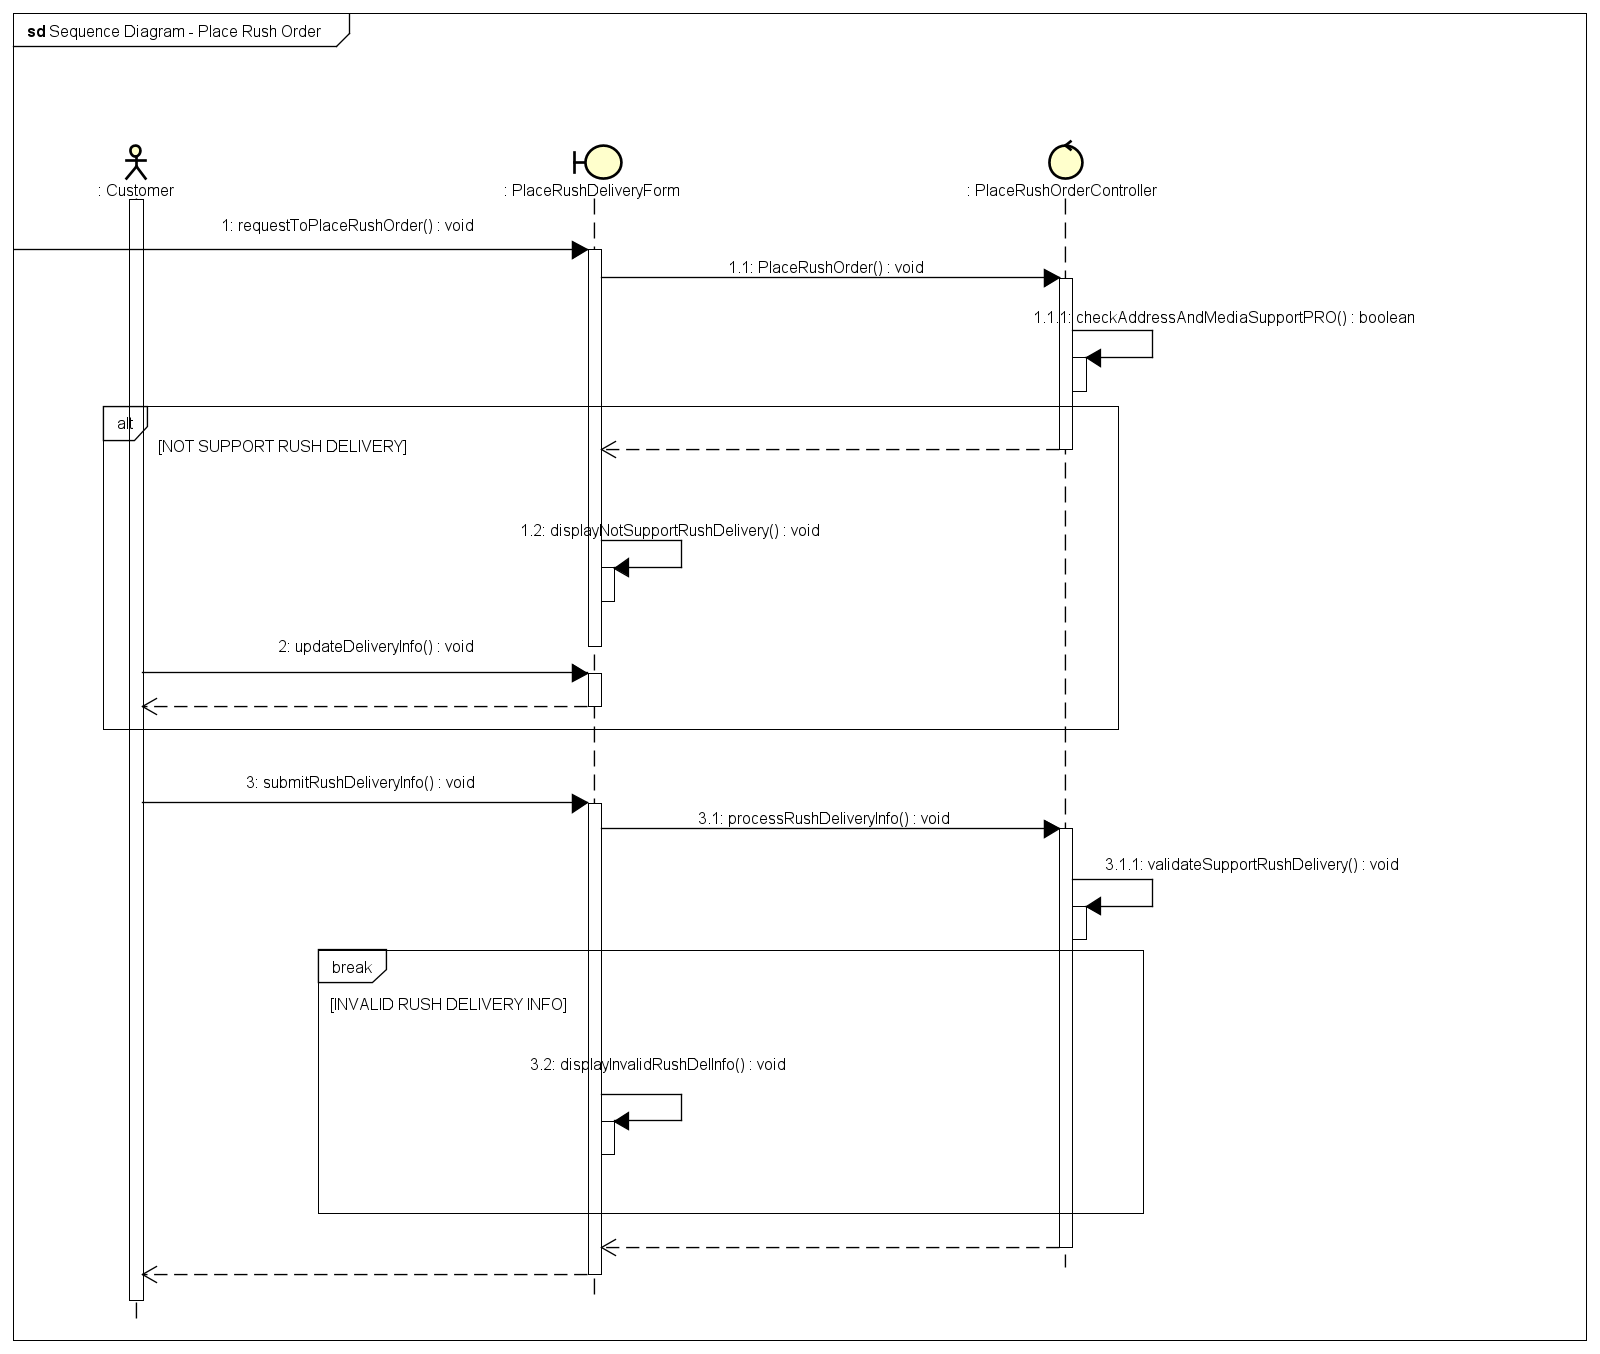 sd Sequence Diagram - Place Rush Order
: Customer
: PlaceRushDeliveryForm
: PlaceRushOrderController
1: requestToPlaceRushOrder() : void
1.1: PlaceRushOrder() : void
1.1.1: checkAddressAndMediaSupportPRO() : boolean
alt
[NOT SUPPORT RUSH DELIVERY]
1.2: displayNotSupportRushDelivery() : void
2: updateDeliveryInfo() : void
3: submitRushDeliveryInfo() : void
3.1: processRushDeliveryInfo() : void
3.1.1: validateSupportRushDelivery() : void
break
[INVALID RUSH DELIVERY INFO]
3.2: displayInvalidRushDelInfo() : void